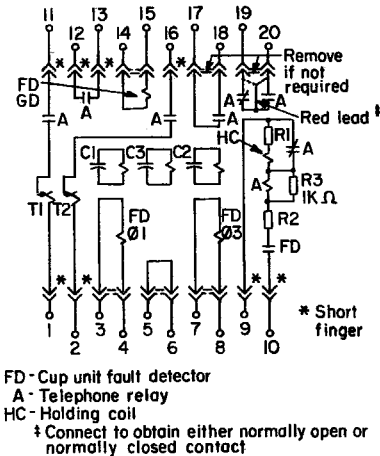 11 13 15 17 19
12 14 16 18 20
* * * *
Remove
if not
required
FD
GD
A
A
A
A
A
A
Red lead ‡
HC
R1
A
C1 C3 C2
A
R3
1KΩ
T1 T2
R2
FD
Ø1
FD
Ø3
FD
* * * *
* Short
finger
1 3 5 7 9
2 4 6 8 10
FD - Cup unit fault detector
A - Telephone relay
HC - Holding coil
‡ Connect to obtain either normally open or
normally closed contact